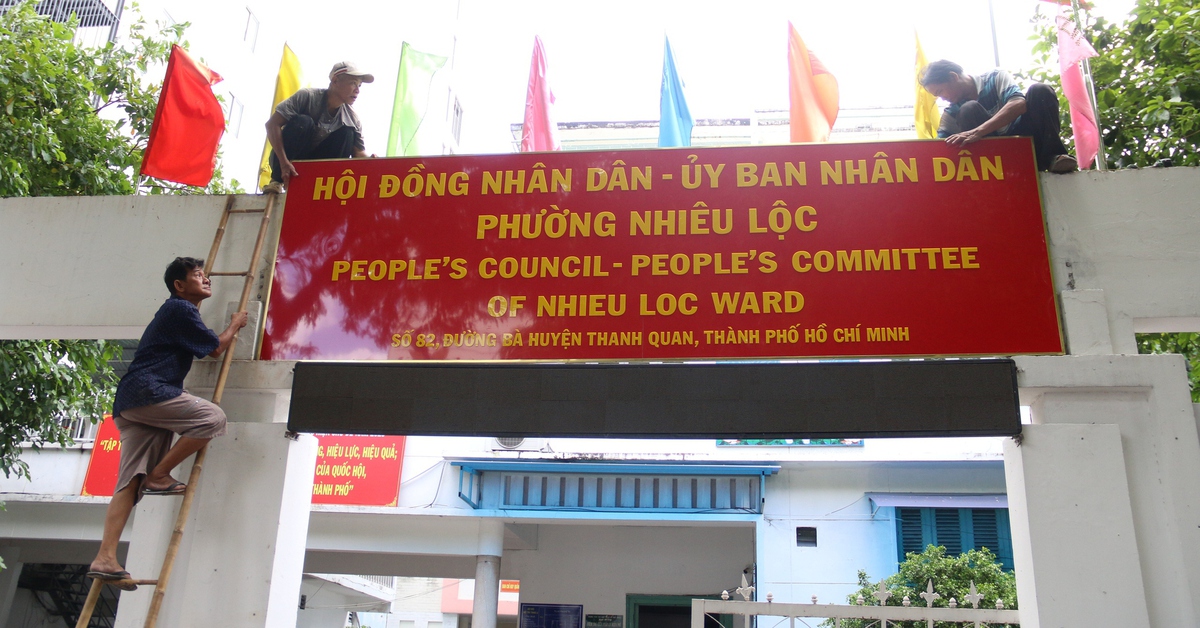 HỘI ĐỒNG NHÂN DÂN - ỦY BAN NHÂN DÂN
PHƯỜNG NHIÊU LỘC
PEOPLE'S COUNCIL - PEOPLE'S COMMITTEE
OF NHIEU LOC WARD
SỐ 82, ĐƯỜNG BÀ HUYỆN THANH QUAN, THÀNH PHỐ HỒ CHÍ MINH
"TẬP
HIỆU LỰC, HIỆU QUẢ;
CỦA QUỐC HỘI,
THÀNH PHỐ"